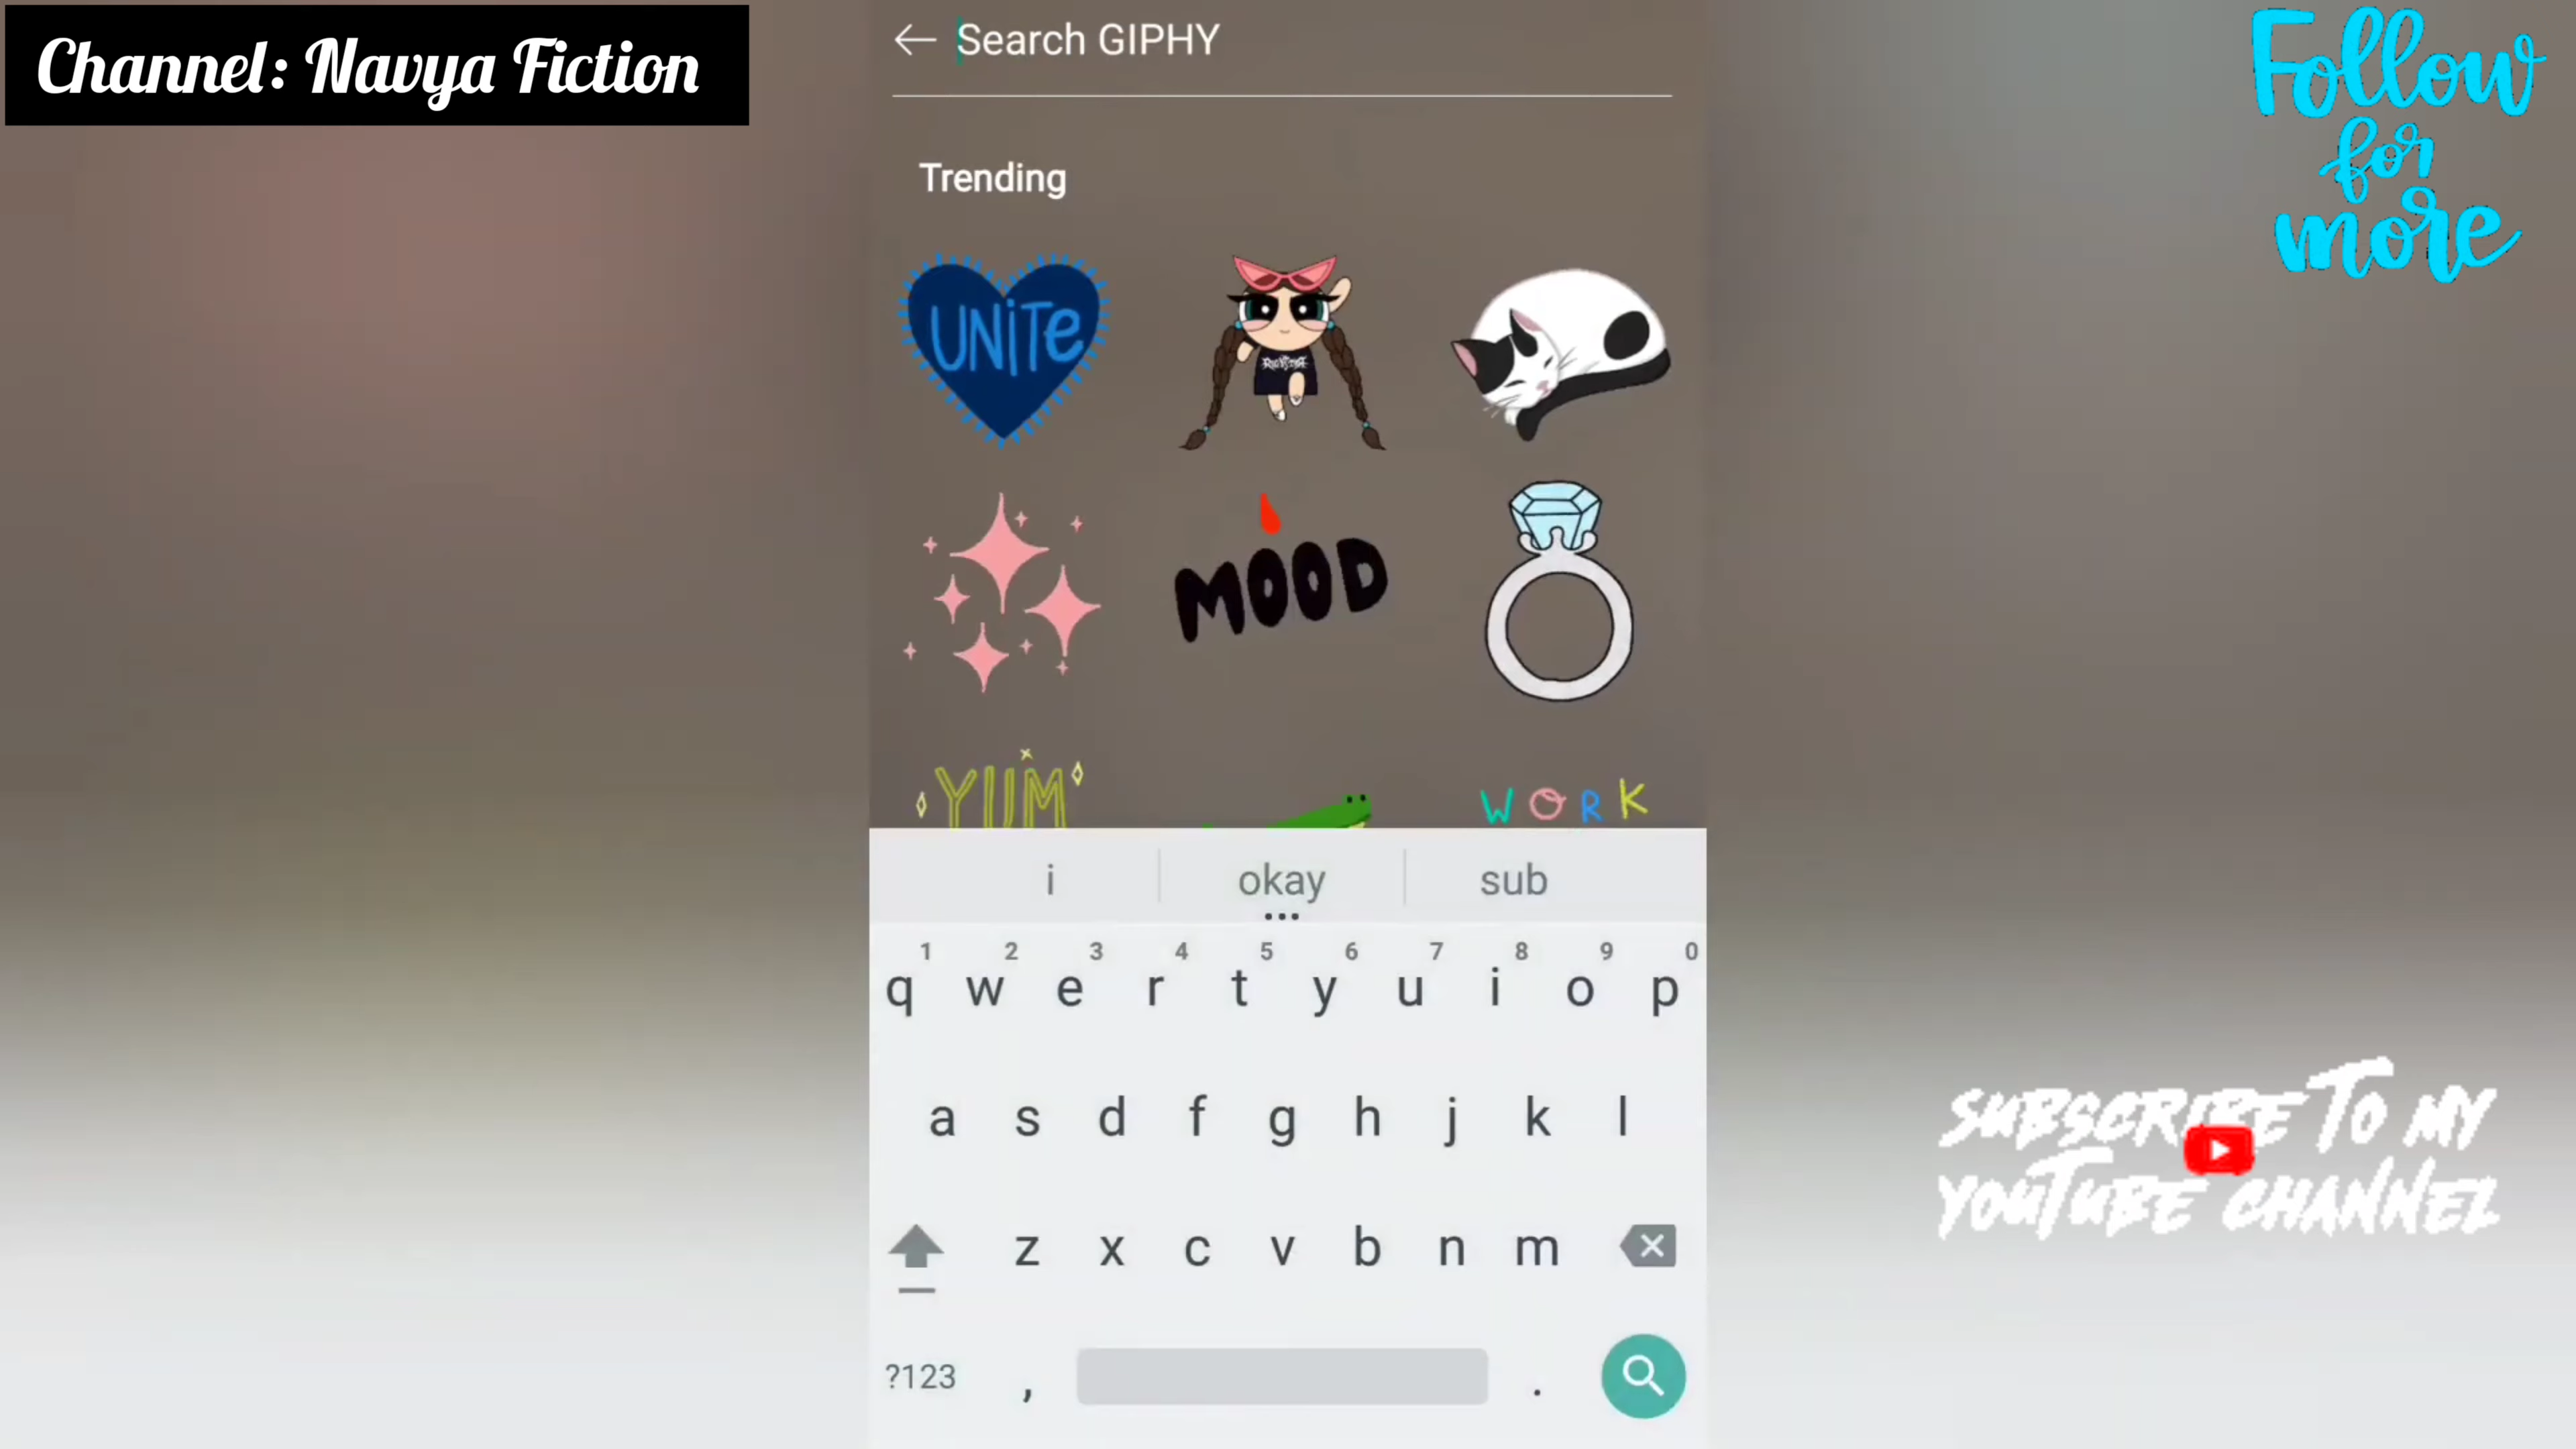 Channel: Navya Fiction
Search GIPHY
Follow
for
more
Trending
UNITE
MOOD
YUM
WORK
i okay sub
1 2 3 4 5 6 7 8 9 0
q w e r t y u i o p
a s d f g h j k l
z x c v b n m
?123 , .
SUBSCRIBE TO MY
YOUTUBE CHANNEL